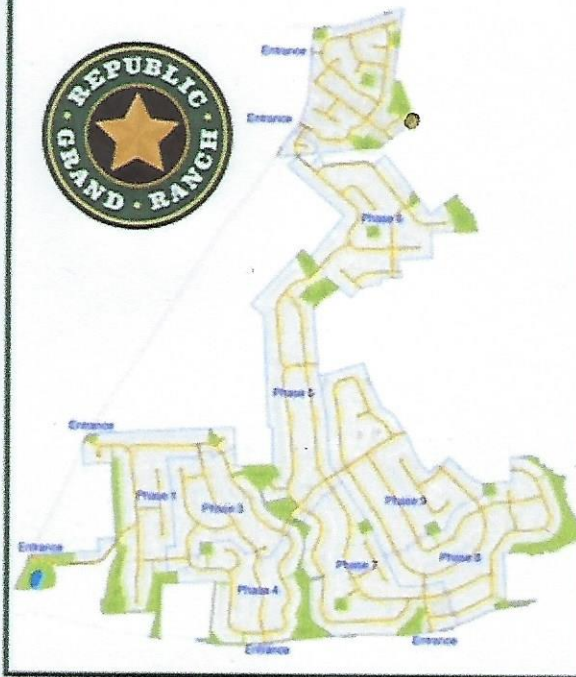 REPUBLIC
GRAND · RANCH
Entrance
Entrance
Phase 6
Phase 5
Entrance
Phase 1
Phase 3
Phase 9
Entrance
Phase 7
Phase 8
Phase 4
Entrance
Entrance